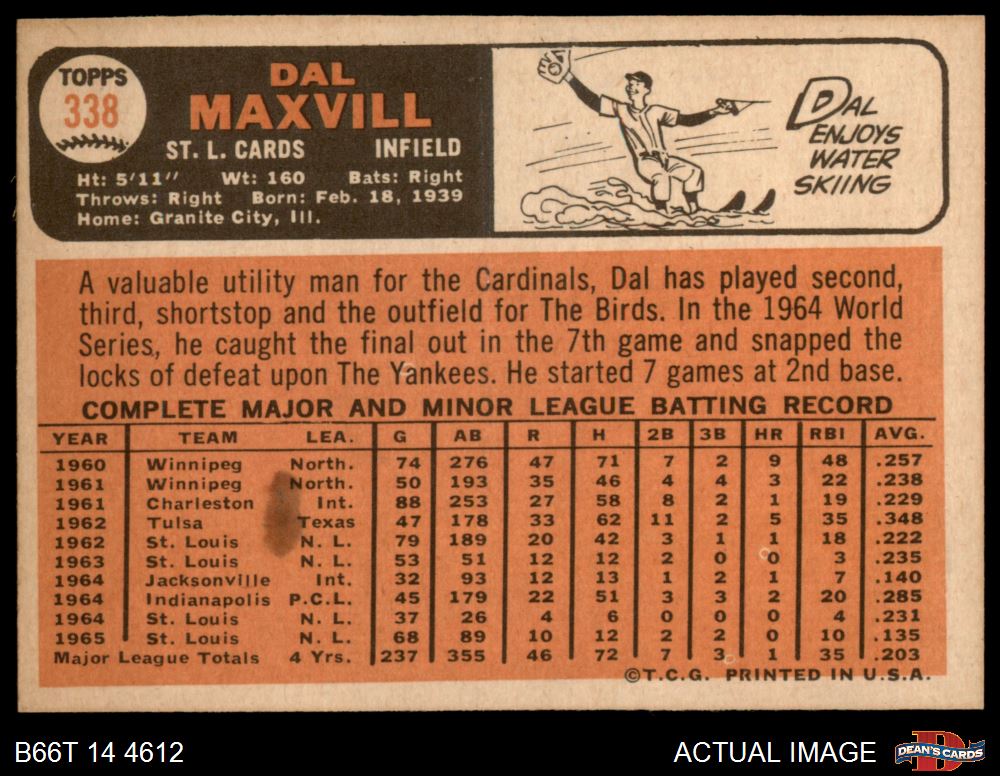 TOPPS
338
DAL
MAXVILL
ST. L. CARDS INFIELD
Ht: 5'11" Wt: 160 Bats: Right
Throws: Right Born: Feb. 18, 1939
Home: Granite City, Ill.
DAL
ENJOYS
WATER
SKIING
A valuable utility man for the Cardinals, Dal has played second,
third, shortstop and the outfield for The Birds. In the 1964 World
Series, he caught the final out in the 7th game and snapped the
locks of defeat upon The Yankees. He started 7 games at 2nd base.
COMPLETE MAJOR AND MINOR LEAGUE BATTING RECORD
YEAR TEAM LEA. G AB R H 2B 3B HR RBI AVG.
1960 Winnipeg North. 74 276 47 71 7 2 9 48 .257
1961 Winnipeg North. 50 193 35 46 4 4 3 22 .238
1961 Charleston Int. 88 253 27 58 8 2 1 19 .229
1962 Tulsa Texas 47 178 33 62 11 2 5 35 .348
1962 St. Louis N. L. 79 189 20 42 3 1 1 18 .222
1963 St. Louis N. L. 53 51 12 12 2 0 0 3 .235
1964 Jacksonville Int. 32 93 12 13 1 2 1 7 .140
1964 Indianapolis P.C.L. 45 179 22 51 3 3 2 20 .285
1964 St. Louis N. L. 37 26 4 6 0 0 0 4 .231
1965 St. Louis N. L. 68 89 10 12 2 2 0 10 .135
Major League Totals 4 Yrs. 237 355 46 72 7 3 1 35 .203
©T.C.G. PRINTED IN U.S.A.
B66T 14 4612 ACTUAL IMAGE
DEAN'S CARDS